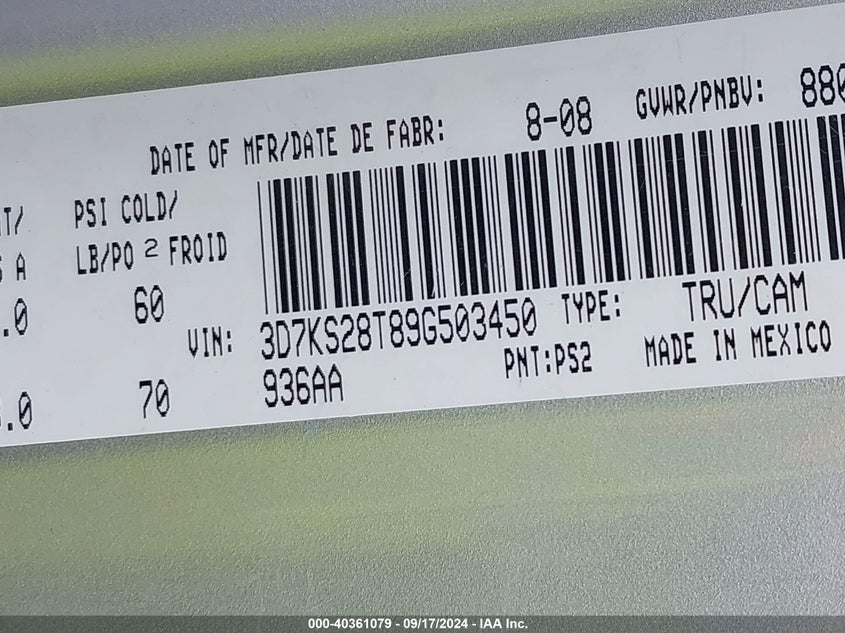 DATE OF MFR/DATE DE FABR: 8-08 GVWR/PNBV: 880
PSI COLD/
LB/PO 2 FROID
60
VIN: 3D7KS28T89G503450 TYPE: TRU/CAM
70 936AA PNT:PS2 MADE IN MEXICO
000-40361079 - 09/17/2024 - IAA Inc.